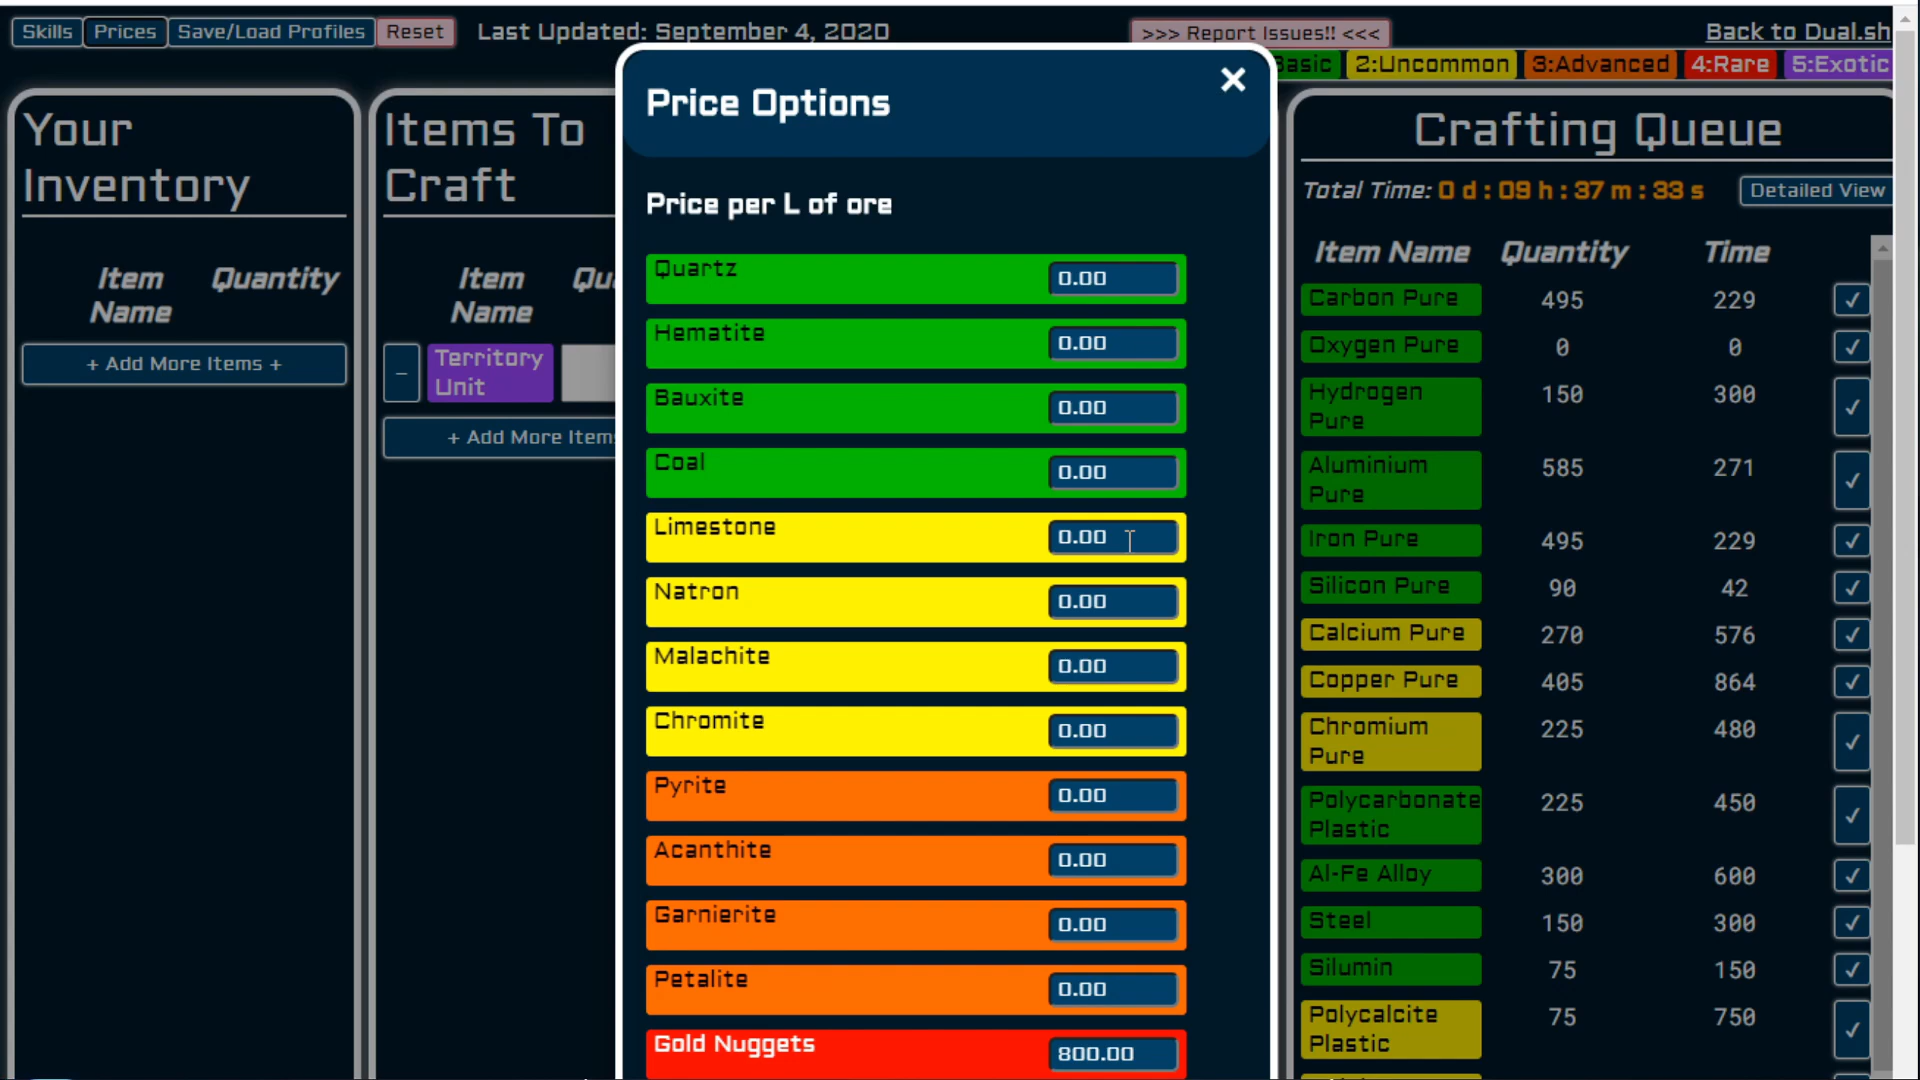 Skills Prices Save/Load Profiles Reset Last Updated: September 4, 2020 >>> Report Issues!! <<< Back to Dual.sh
Basic 2:Uncommon 3:Advanced 4:Rare 5:Exotic
Your
Inventory
Item
Name
Quantity
+ Add More Items +
Items To
Craft
Item
Name
Qu
− Territory
Unit
+ Add More Item
Price Options ×
Price per L of ore
Quartz 0.00
Hematite 0.00
Bauxite 0.00
Coal 0.00
Limestone 0.00
Natron 0.00
Malachite 0.00
Chromite 0.00
Pyrite 0.00
Acanthite 0.00
Garnierite 0.00
Petalite 0.00
Gold Nuggets 800.00
Crafting Queue
Total Time: 0 d : 09 h : 37 m : 33 s Detailed View
Item Name Quantity Time
Carbon Pure 495 229 ✓
Oxygen Pure 0 0 ✓
Hydrogen
Pure 150 300 ✓
Aluminium
Pure 585 271 ✓
Iron Pure 495 229 ✓
Silicon Pure 90 42 ✓
Calcium Pure 270 576 ✓
Copper Pure 405 864 ✓
Chromium
Pure 225 480 ✓
Polycarbonate
Plastic 225 450 ✓
Al-Fe Alloy 300 600 ✓
Steel 150 300 ✓
Silumin 75 150 ✓
Polycalcite
Plastic 75 750 ✓